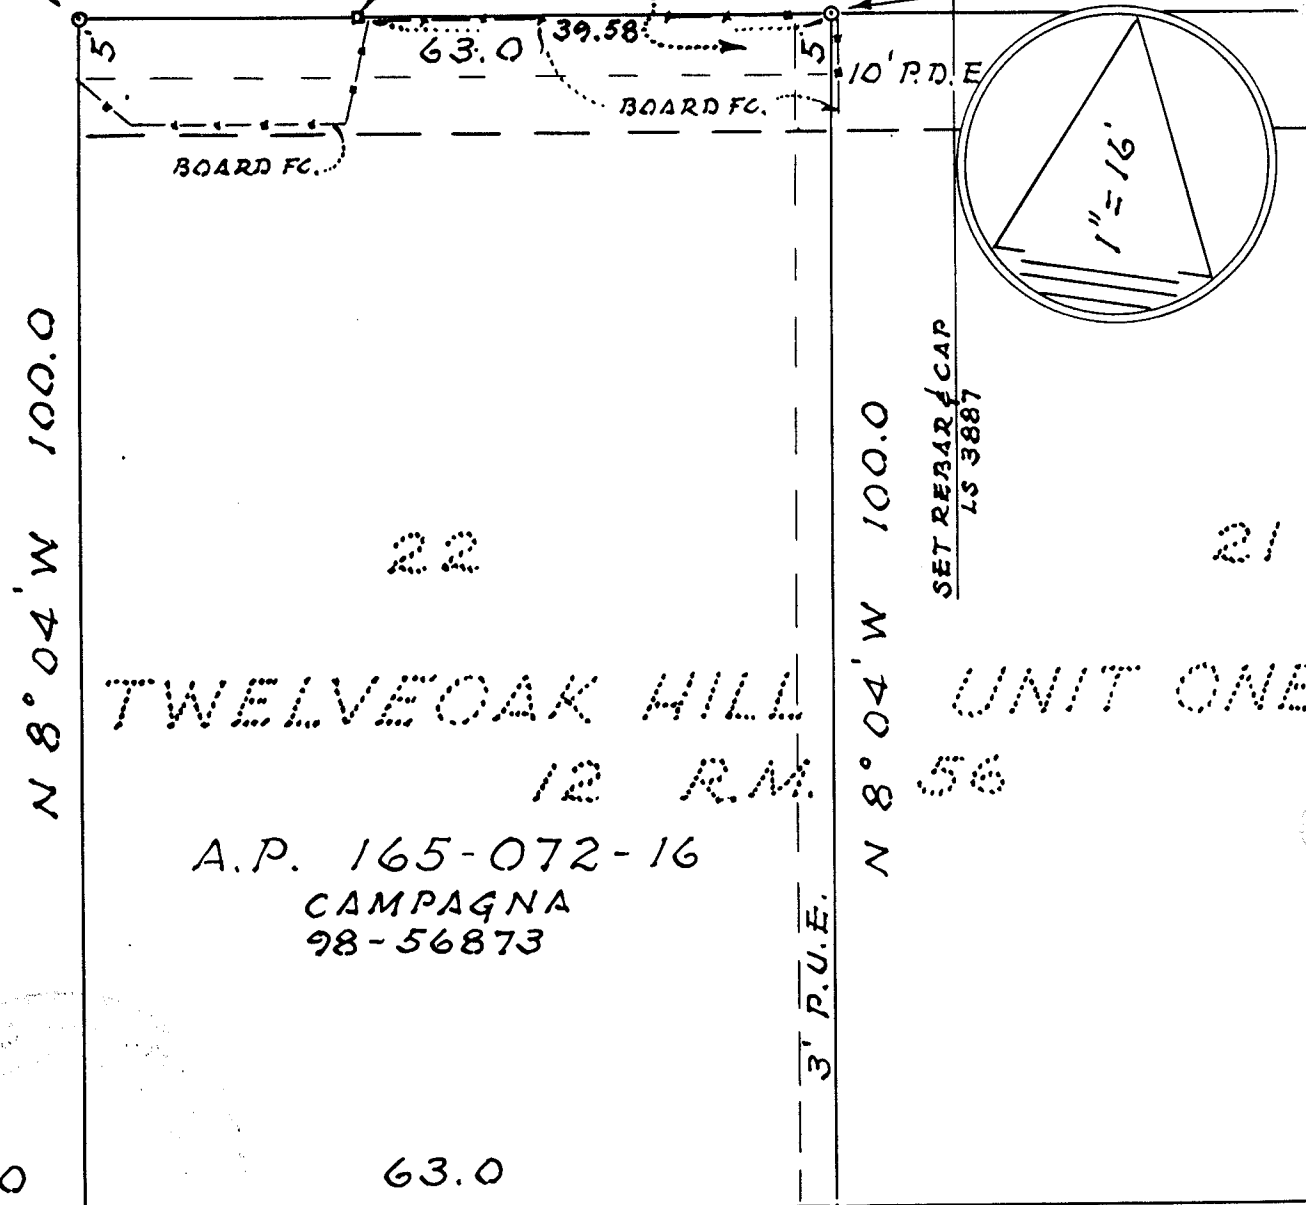 5
63.0
39.58
5
10' P.D.E
BOARD FC.
BOARD FC.
1"=16'
N 8° 04' W 100.0
N 8° 04' W 100.0
SET REBAR & CAP
LS 3887
22
21
TWELVEOAK HILL UNIT ONE
12 R.M. 56
A.P. 165-072-16
CAMPAGNA
98-56873
3' P.U.E.
63.0
0